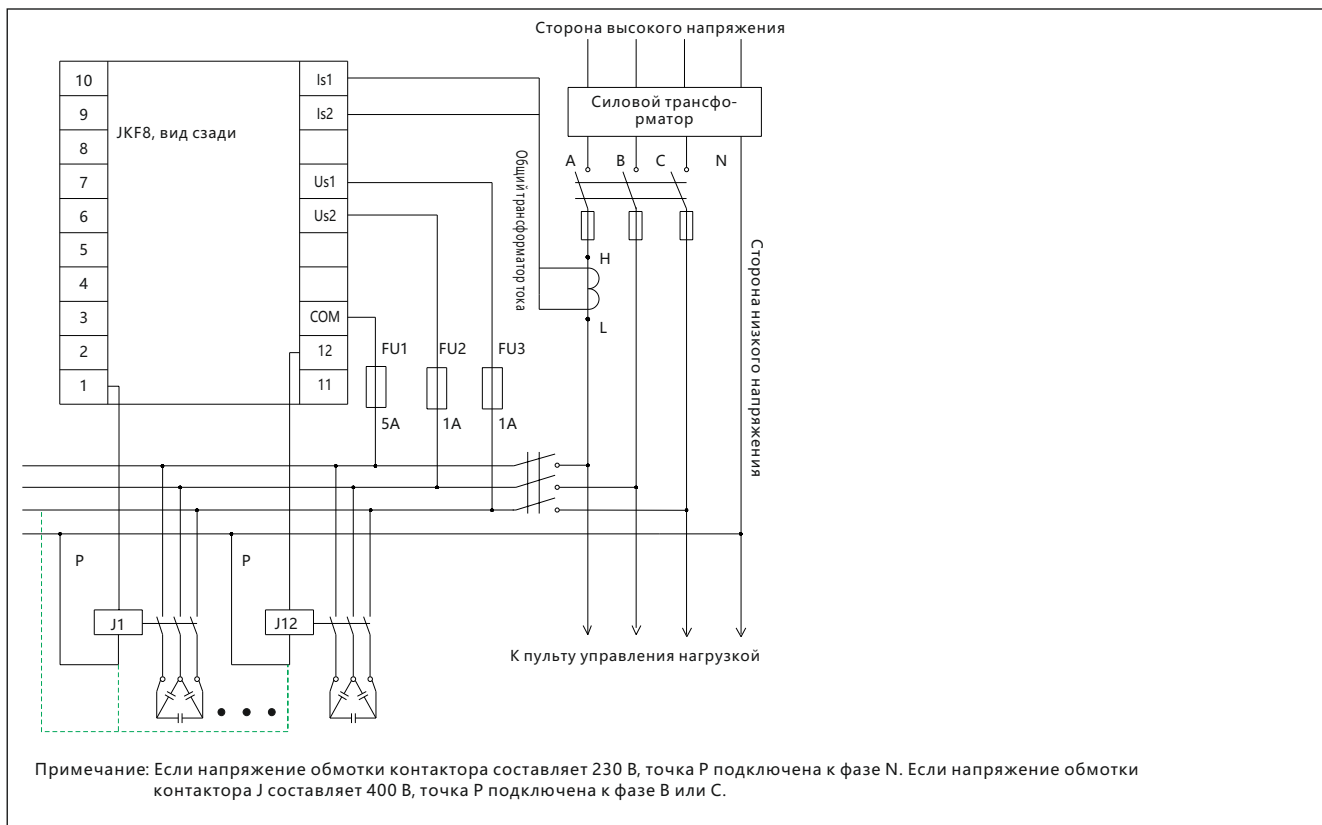 Сторона высокого напряжения
10
9
8
7
6
5
4
3
2
1
JKF8, вид сзади
Is1
Is2
Us1
Us2
COM
12
11
Силовой трансфо-
рматор
A
B
C
N
Общий трансформатор тока
H
L
Сторона низкого напряжения
FU1
FU2
FU3
5A
1A
1A
P
P
J1
J12
К пульту управления нагрузкой
Примечание: Если напряжение обмотки контактора составляет 230 В, точка P подключена к фазе N. Если напряжение обмотки
контактора J составляет 400 В, точка P подключена к фазе B или C.